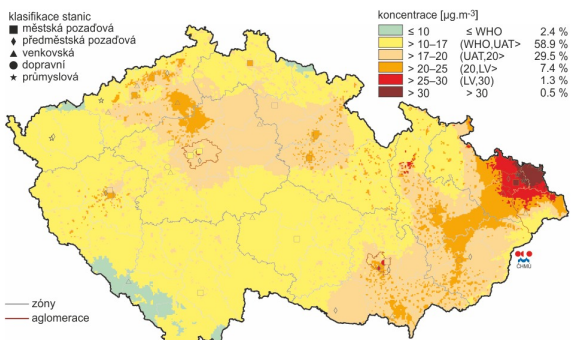 klasifikace stanic
městská pozaďová
předměstská pozaďová
venkovská
dopravní
průmyslová
koncentrace [µg.m-3]
≤ 10 ≤ WHO 2.4 %
> 10–17 (WHO,UAT> 58.9 %
> 17–20 (UAT,20> 29.5 %
> 20–25 (20,LV> 7.4 %
> 25–30 (LV,30) 1.3 %
> 30 > 30 0.5 %
ČHMÚ
zóny
aglomerace